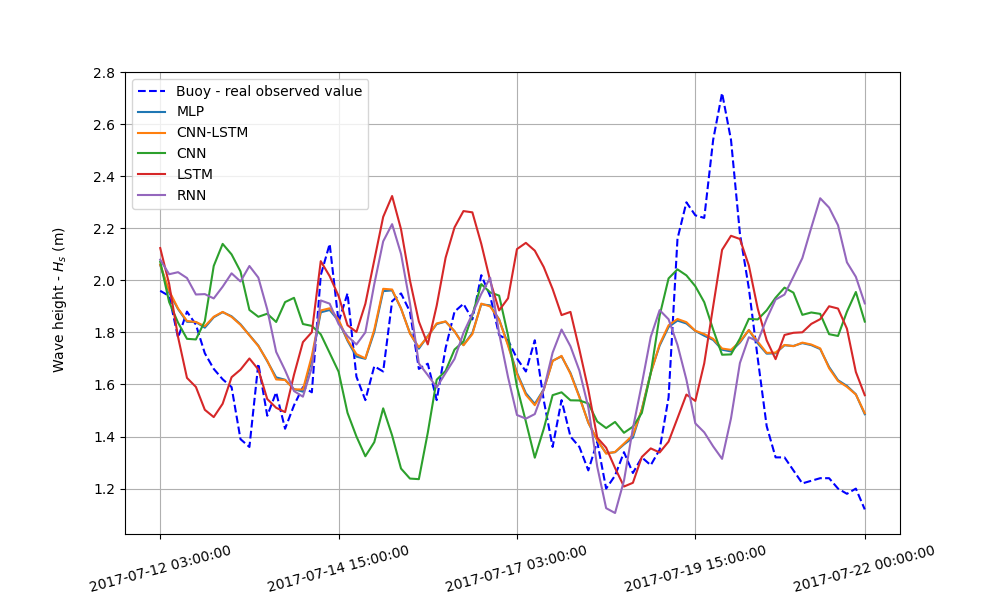 2.8
2.6
2.4
2.2
2.0
1.8
1.6
1.4
1.2
Wave height - Hₛ (m)
Buoy - real observed value
MLP
CNN-LSTM
CNN
LSTM
RNN
2017-07-12 03:00:00
2017-07-14 15:00:00
2017-07-17 03:00:00
2017-07-19 15:00:00
2017-07-22 00:00:00